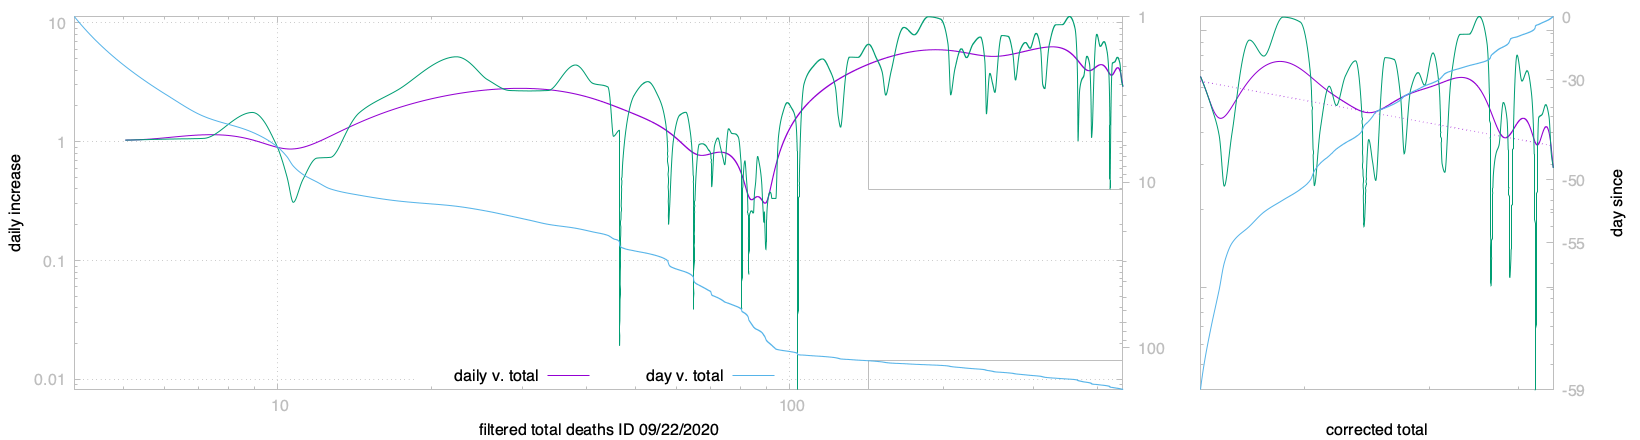 10
1
0.1
0.01
daily increase
10
100
filtered total deaths ID 09/22/2020
daily v. total
day v. total
1
10
100
corrected total
0
-30
-50
-55
-59
day since